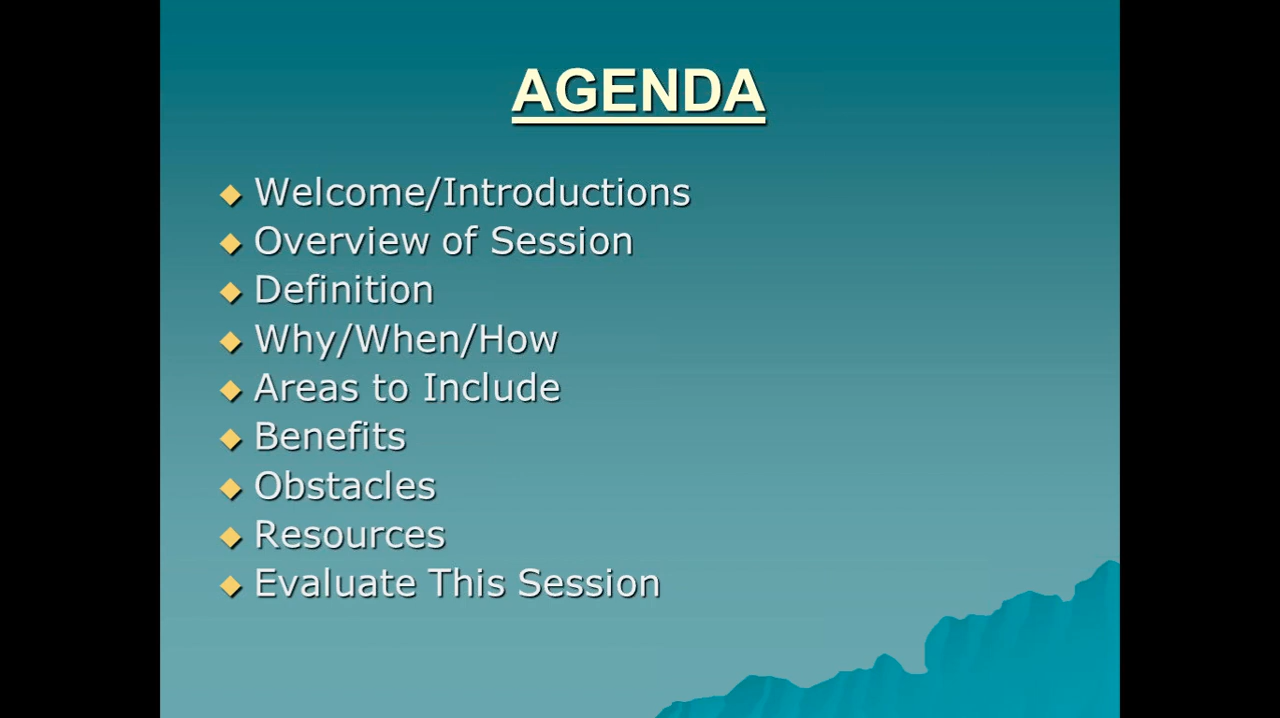 AGENDA
Welcome/Introductions
Overview of Session
Definition
Why/When/How
Areas to Include
Benefits
Obstacles
Resources
Evaluate This Session